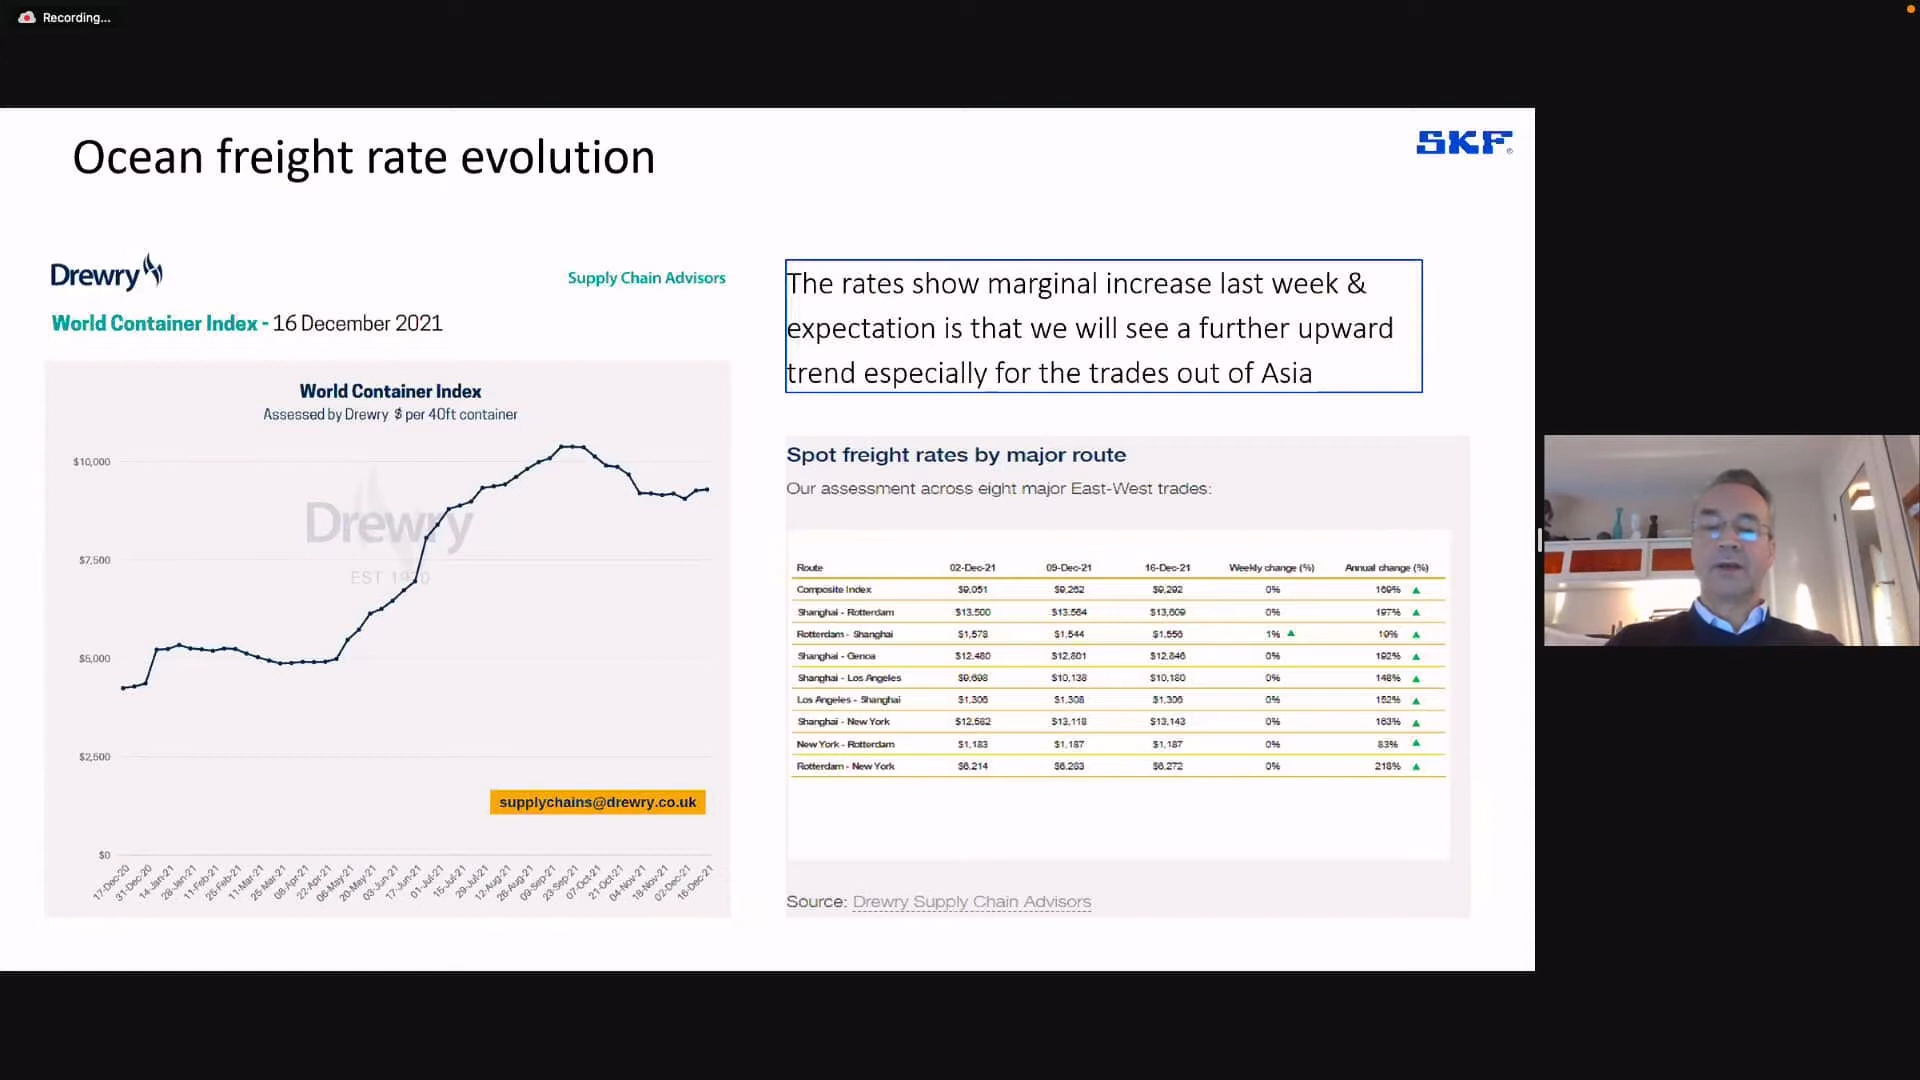 Recording...
Ocean freight rate evolution
SKF
Drewry
Supply Chain Advisors
World Container Index - 16 December 2021
World Container Index
Assessed by Drewry $ per 40ft container
$10,000
$7,500
$5,000
$2,500
$0
Drewry
EST 1970
supplychains@drewry.co.uk
17-Dec-20
31-Dec-20
14-Jan-21
28-Jan-21
11-Feb-21
25-Feb-21
11-Mar-21
25-Mar-21
08-Apr-21
22-Apr-21
06-May-21
20-May-21
03-Jun-21
17-Jun-21
01-Jul-21
15-Jul-21
29-Jul-21
12-Aug-21
26-Aug-21
09-Sep-21
23-Sep-21
07-Oct-21
21-Oct-21
04-Nov-21
18-Nov-21
02-Dec-21
16-Dec-21
The rates show marginal increase last week &
expectation is that we will see a further upward
trend especially for the trades out of Asia
Spot freight rates by major route
Our assessment across eight major East-West trades:
Route 02-Dec-21 09-Dec-21 16-Dec-21 Weekly change (%) Annual change (%)
Composite Index $9,051 $9,262 $9,292 0% 169%
Shanghai - Rotterdam $13,500 $13,564 $13,609 0% 197%
Rotterdam - Shanghai $1,578 $1,544 $1,556 1% 19%
Shanghai - Genoa $12,480 $12,801 $12,846 0% 192%
Shanghai - Los Angeles $9,698 $10,138 $10,180 0% 148%
Los Angeles - Shanghai $1,306 $1,308 $1,306 0% 152%
Shanghai - New York $12,582 $13,118 $13,143 0% 163%
New York - Rotterdam $1,183 $1,187 $1,187 0% 83%
Rotterdam - New York $6,214 $6,283 $6,272 0% 218%
Source: Drewry Supply Chain Advisors